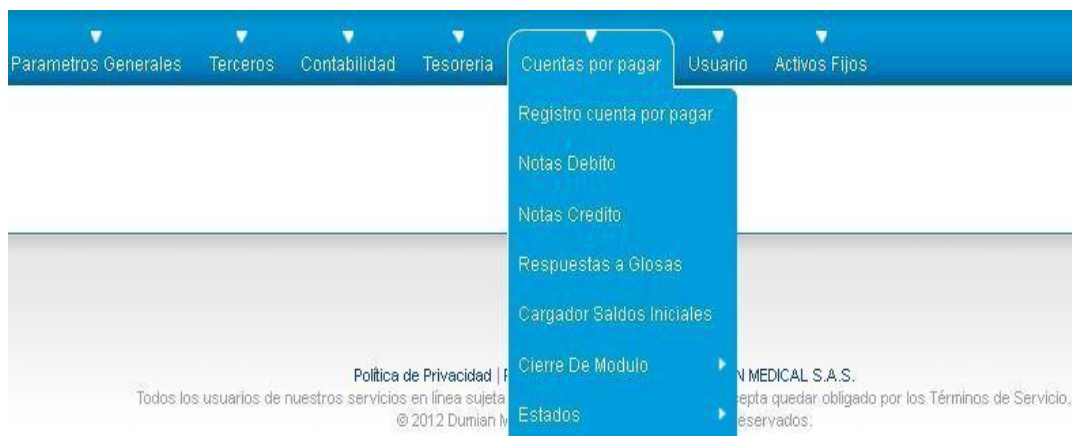 Parametros Generales Terceros Contabilidad Tesoreria Cuentas por pagar Usuario Activos Fijos
Registro cuenta por pagar
Notas Debito
Notas Credito
Respuestas a Glosas
Cargador Saldos Iniciales
Cierre De Modulo
Estados
Política de Privacidad | MEDICAL S.A.S.
Todos los usuarios de nuestros servicios en línea sujeta quedar obligado por los Términos de Servicio.
© 2012 Dumian